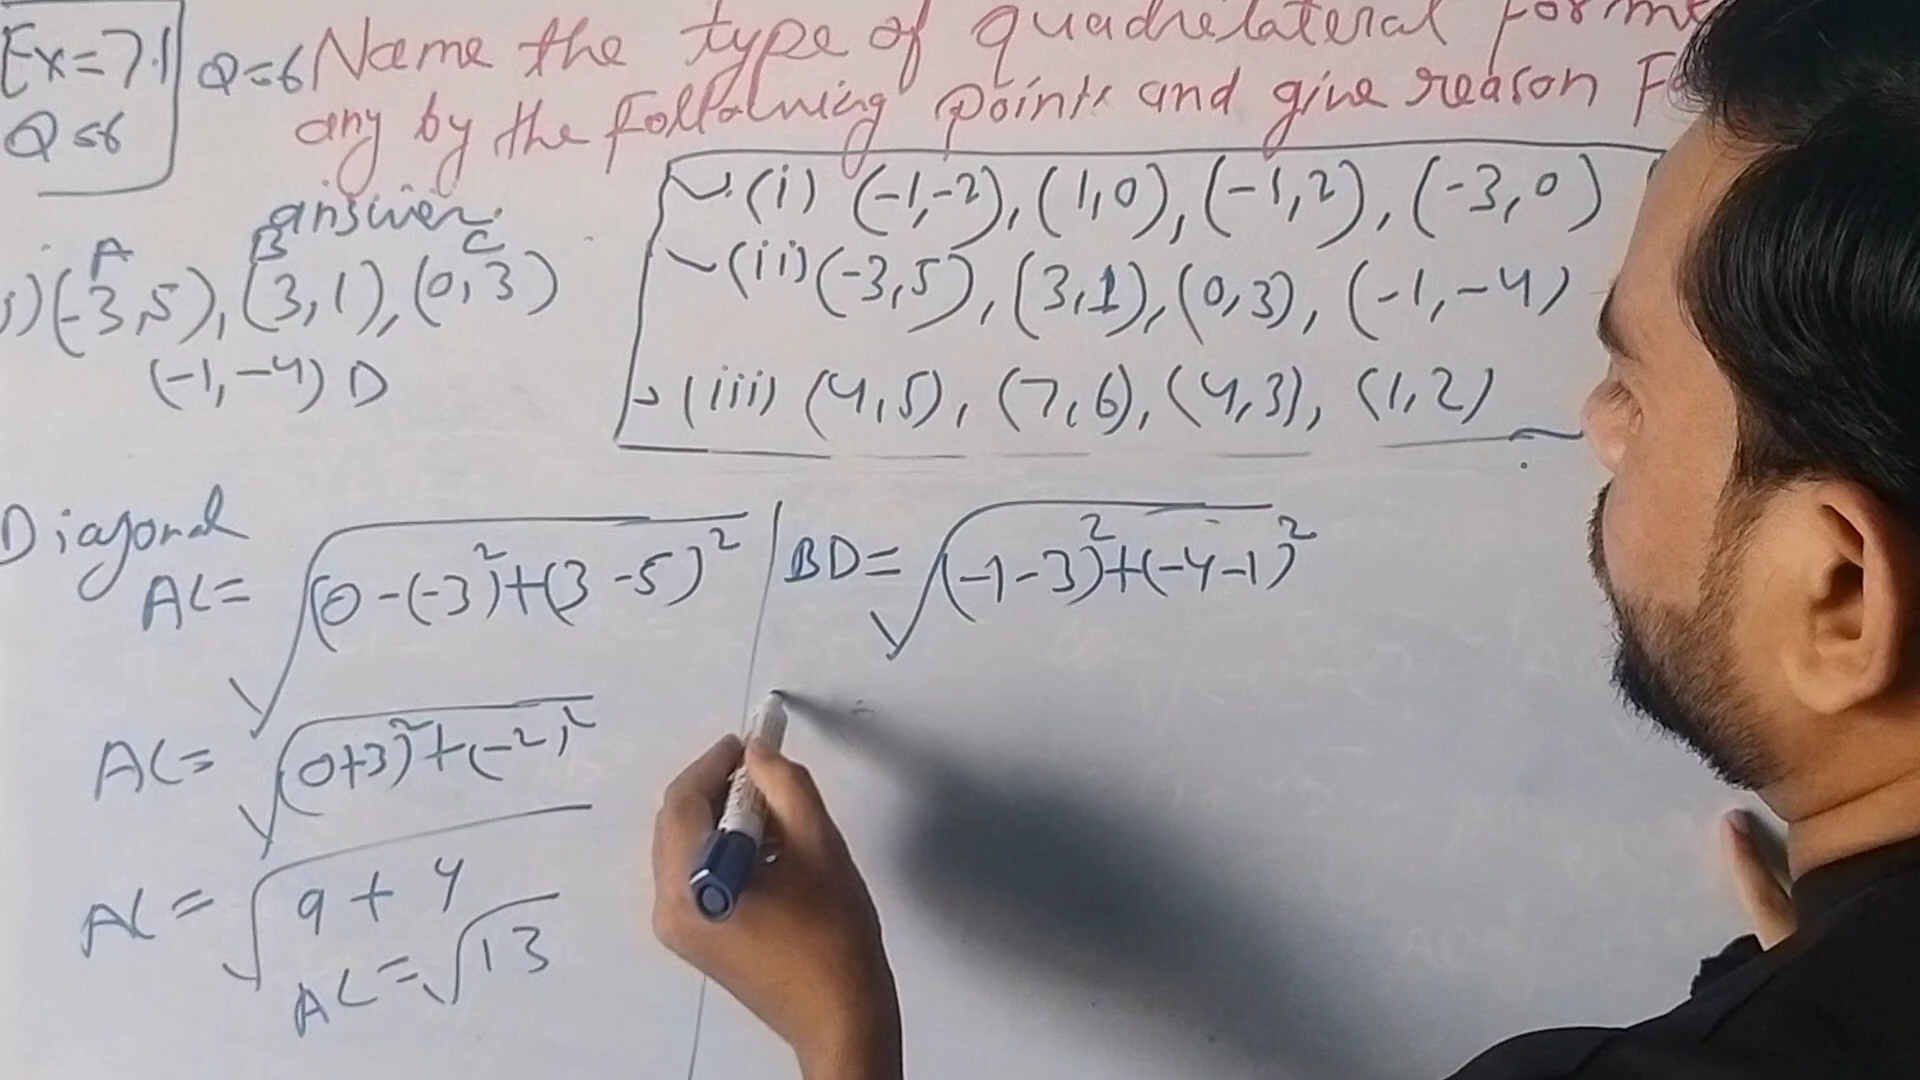 Ex=7.1
Q=6
Q=6 Name the type of quadrilateral
any by the following points and give reason
answer.
(i) (-1,-2), (1,0), (-1,2), (-3,0)
(ii) (-3,5), (3,1), (0,3), (-1,-4)
(iii) (4,5), (7,6), (4,3), (1,2)
A B C
(-3,5), (3,1), (0,3)
(-1,-4) D
Diagonal
AC= √(0-(-3)²+(3-5)²
AC= √(0+3)²+(-2)²
AC= √9+4
AC=√13
BD= √(-1-3)²+(-4-1)²